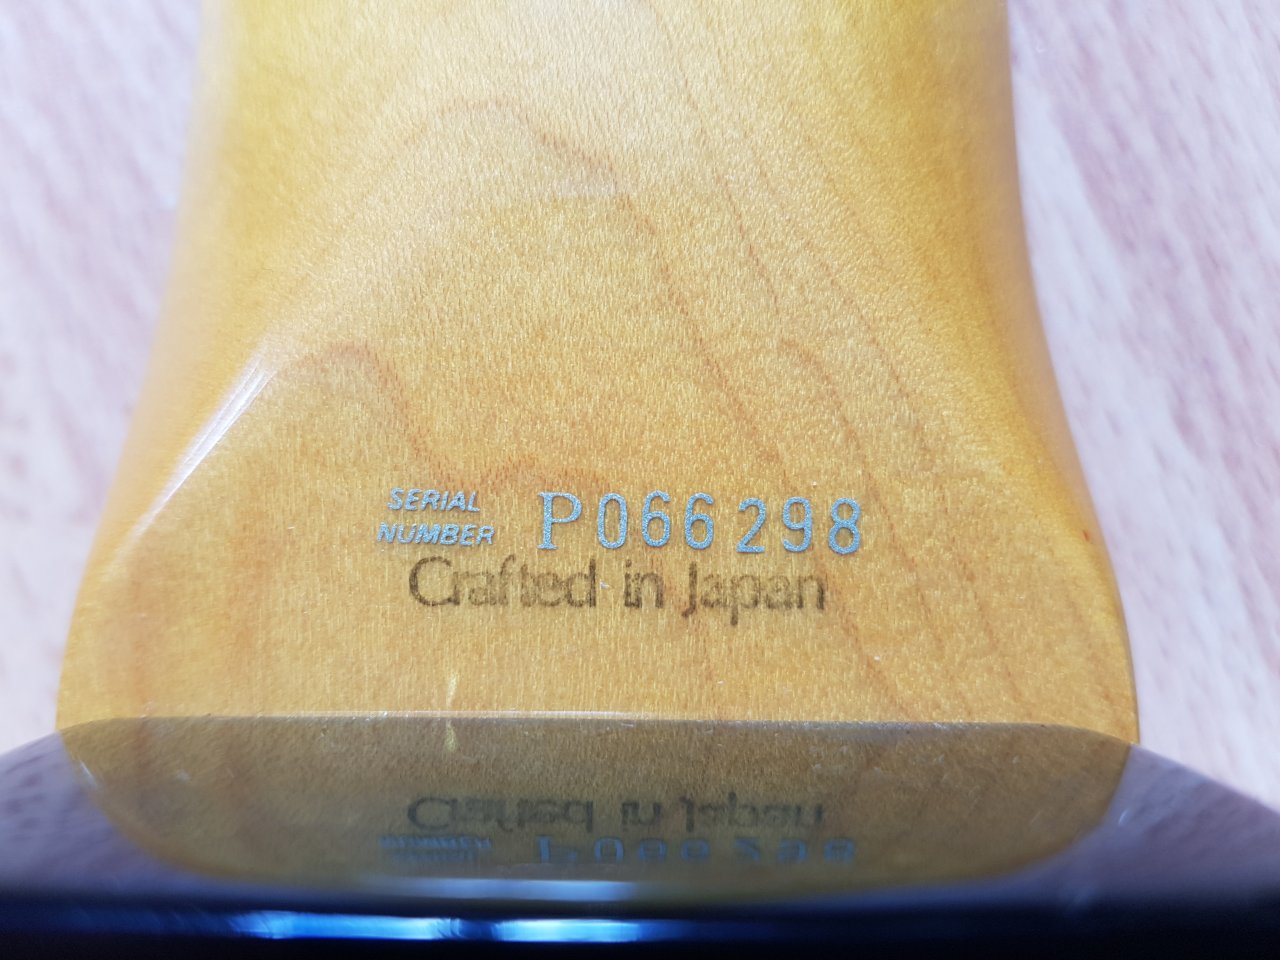 SERIAL
NUMBER P066298
Crafted in Japan